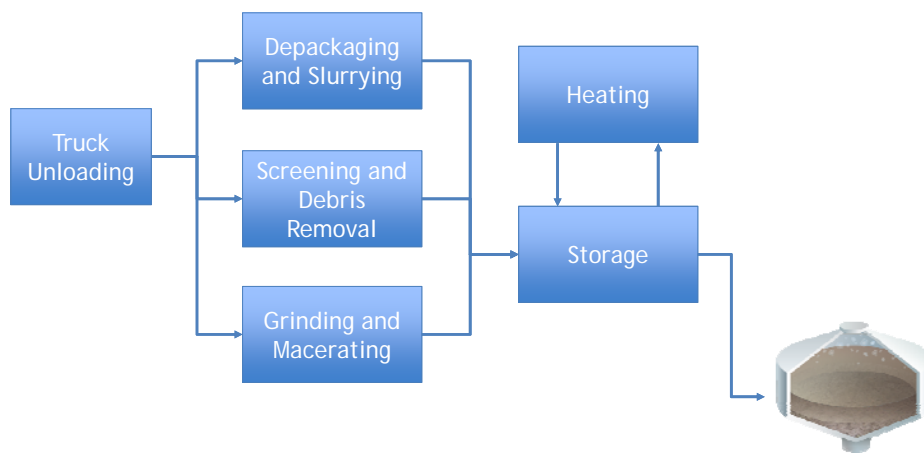 Truck
Unloading
Depackaging
and Slurrying
Screening and
Debris
Removal
Grinding and
Macerating
Heating
Storage